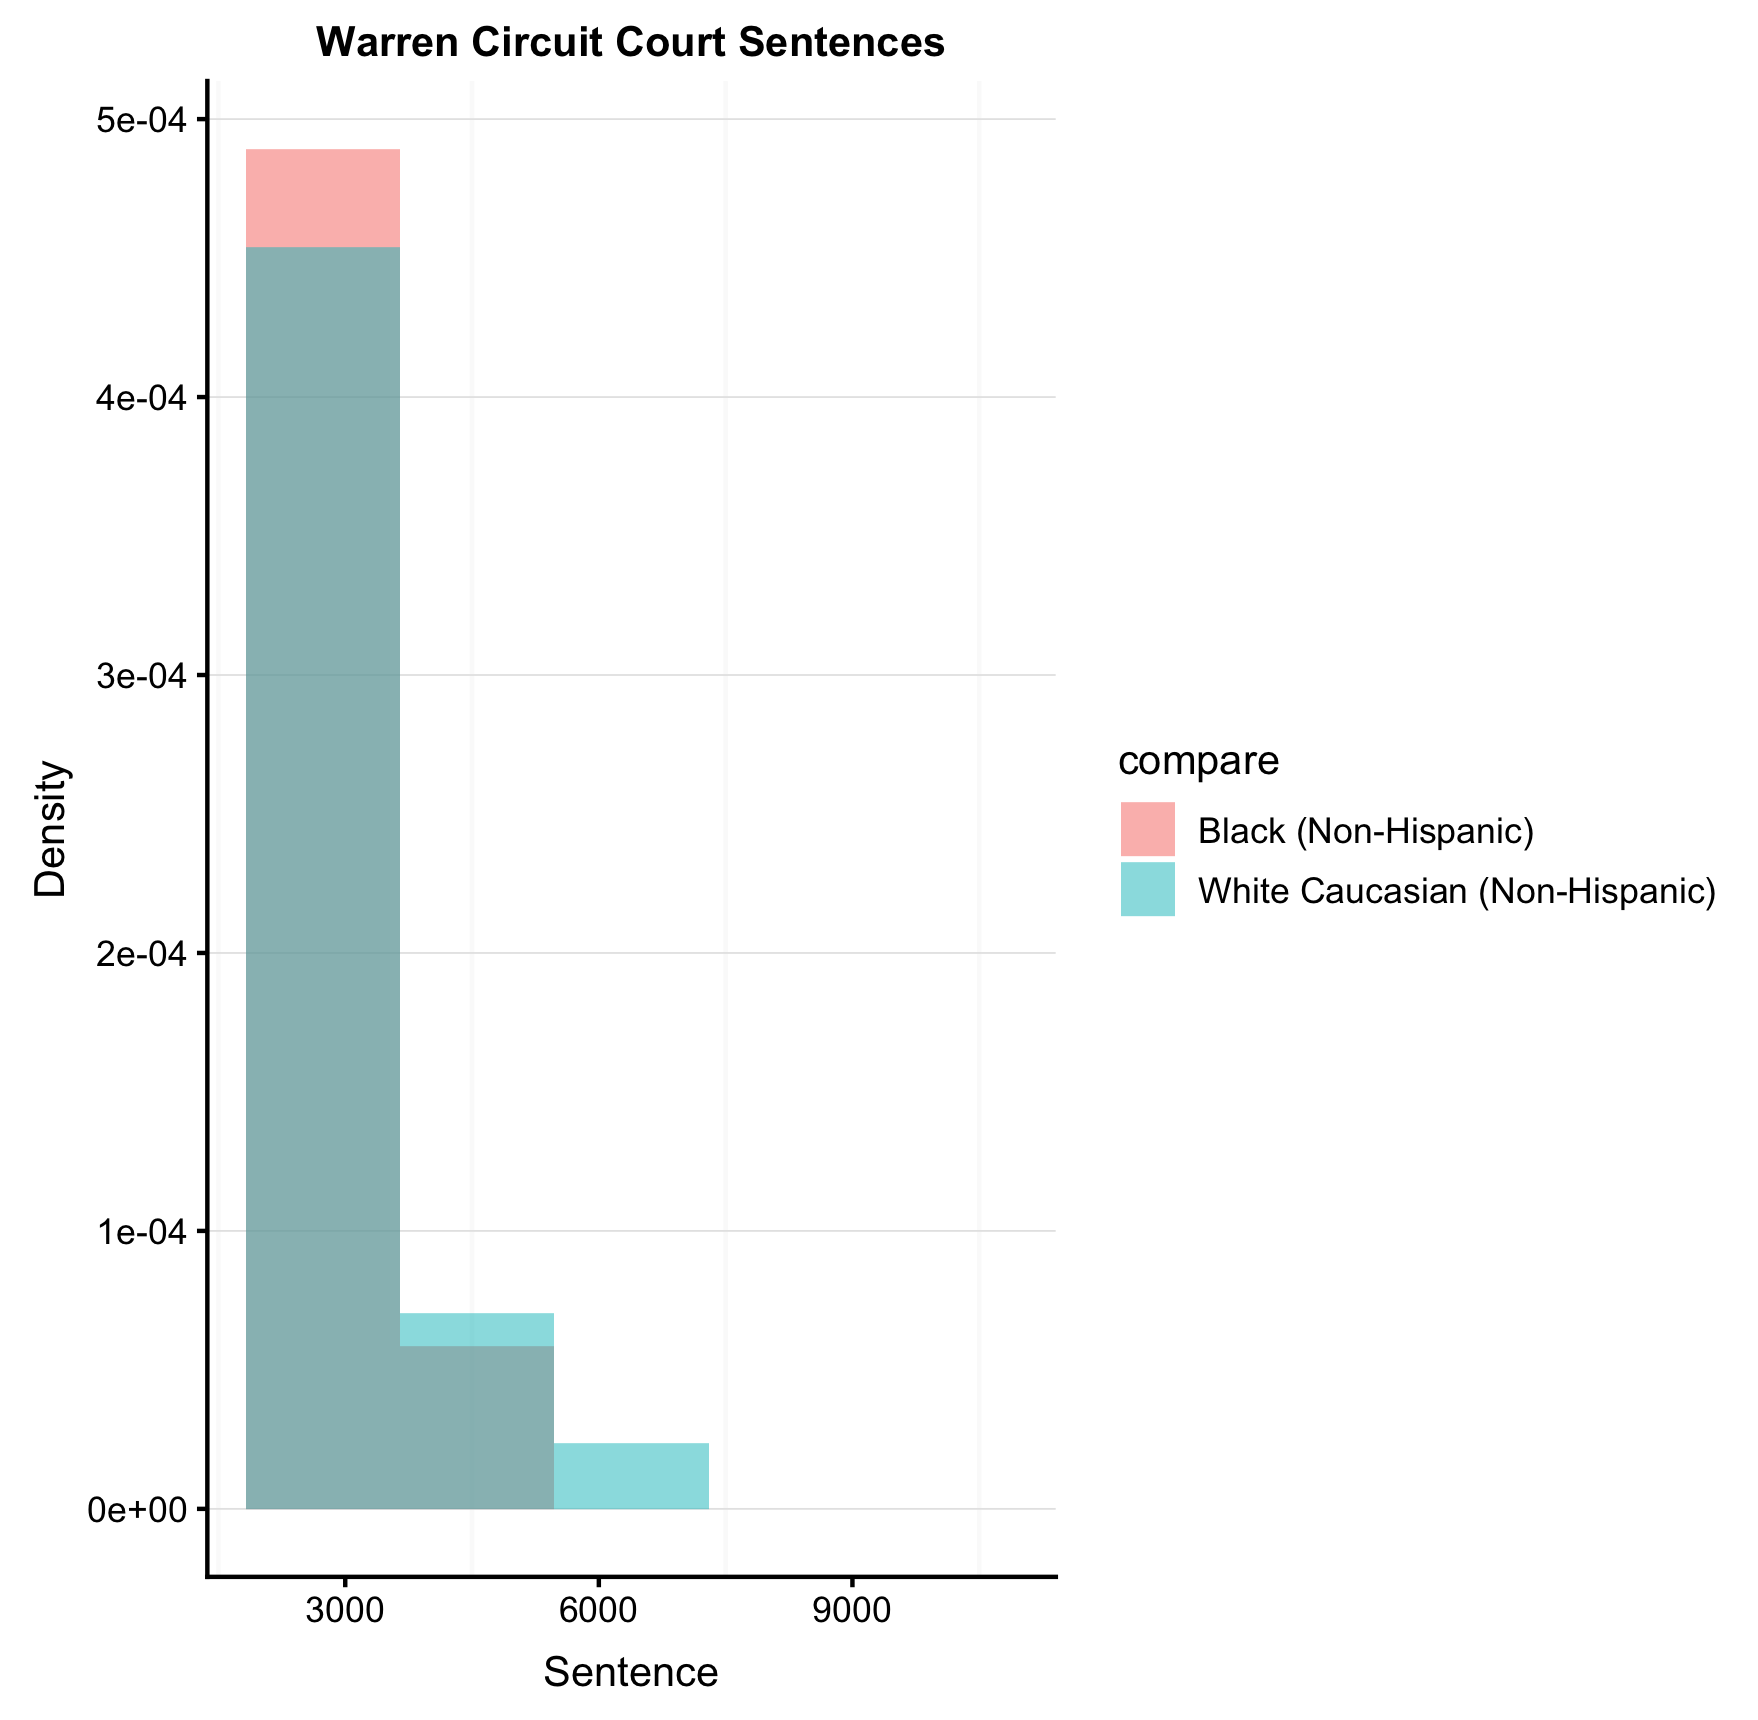 Warren Circuit Court Sentences
5e-04
4e-04
3e-04
2e-04
1e-04
0e+00
Density
3000 6000 9000
Sentence
compare
Black (Non-Hispanic)
White Caucasian (Non-Hispanic)